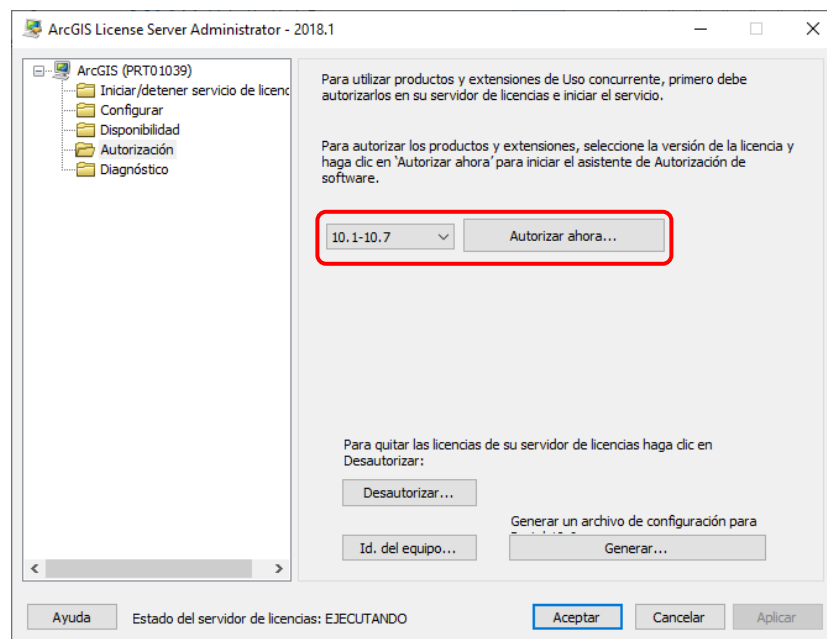 ArcGIS License Server Administrator - 2018.1
ArcGIS (PRT01039)
Iniciar/detener servicio de licenc
Configurar
Disponibilidad
Autorización
Diagnóstico
Para utilizar productos y extensiones de Uso concurrente, primero debe
autorizarlos en su servidor de licencias e iniciar el servicio.
Para autorizar los productos y extensiones, seleccione la versión de la licencia y
haga clic en 'Autorizar ahora' para iniciar el asistente de Autorización de
software.
10.1-10.7
Autorizar ahora...
Para quitar las licencias de su servidor de licencias haga clic en
Desautorizar:
Desautorizar...
Generar un archivo de configuración para
Id. del equipo...
Generar...
Ayuda
Estado del servidor de licencias: EJECUTANDO
Aceptar
Cancelar
Aplicar